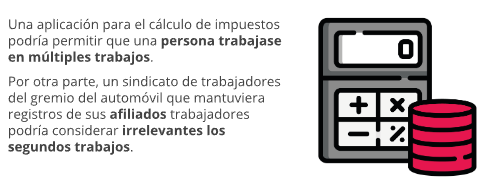 Una aplicación para el cálculo de impuestos
podría permitir que una persona trabajase
en múltiples trabajos.
Por otra parte, un sindicato de trabajadores
del gremio del automóvil que mantuviera
registros de sus afiliados trabajadores
podría considerar irrelevantes los
segundos trabajos.
0
+ ×
− %